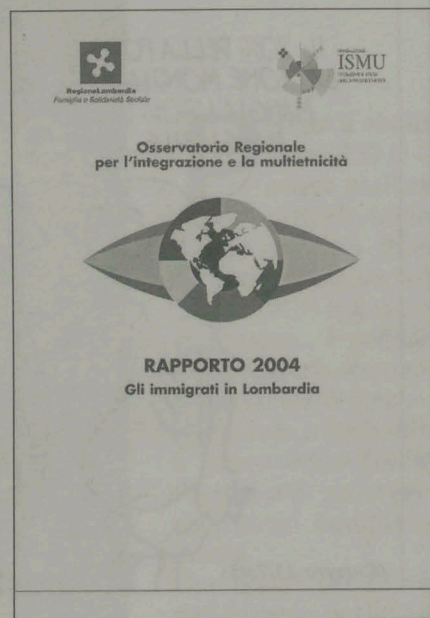 RegioneLombardia
Famiglia e Solidarietà Sociale
ISMU
Osservatorio Regionale
per l'integrazione e la multietnicità
RAPPORTO 2004
Gli immigrati in Lombardia